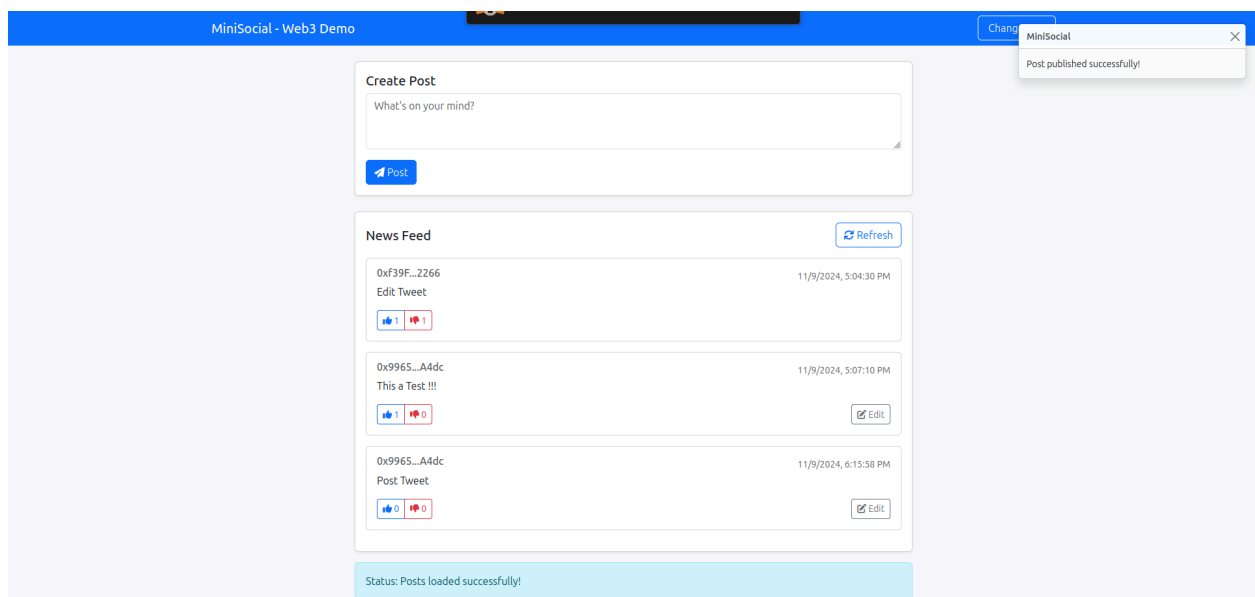 MiniSocial - Web3 Demo
Chang
MiniSocial
Post published successfully!
Create Post
What's on your mind?
Post
News Feed
Refresh
0xf39F...2266
11/9/2024, 5:04:30 PM
Edit Tweet
1 1
0x9965...A4dc
11/9/2024, 5:07:10 PM
This a Test !!!
1 0
Edit
0x9965...A4dc
11/9/2024, 6:15:58 PM
Post Tweet
0 0
Edit
Status: Posts loaded successfully!